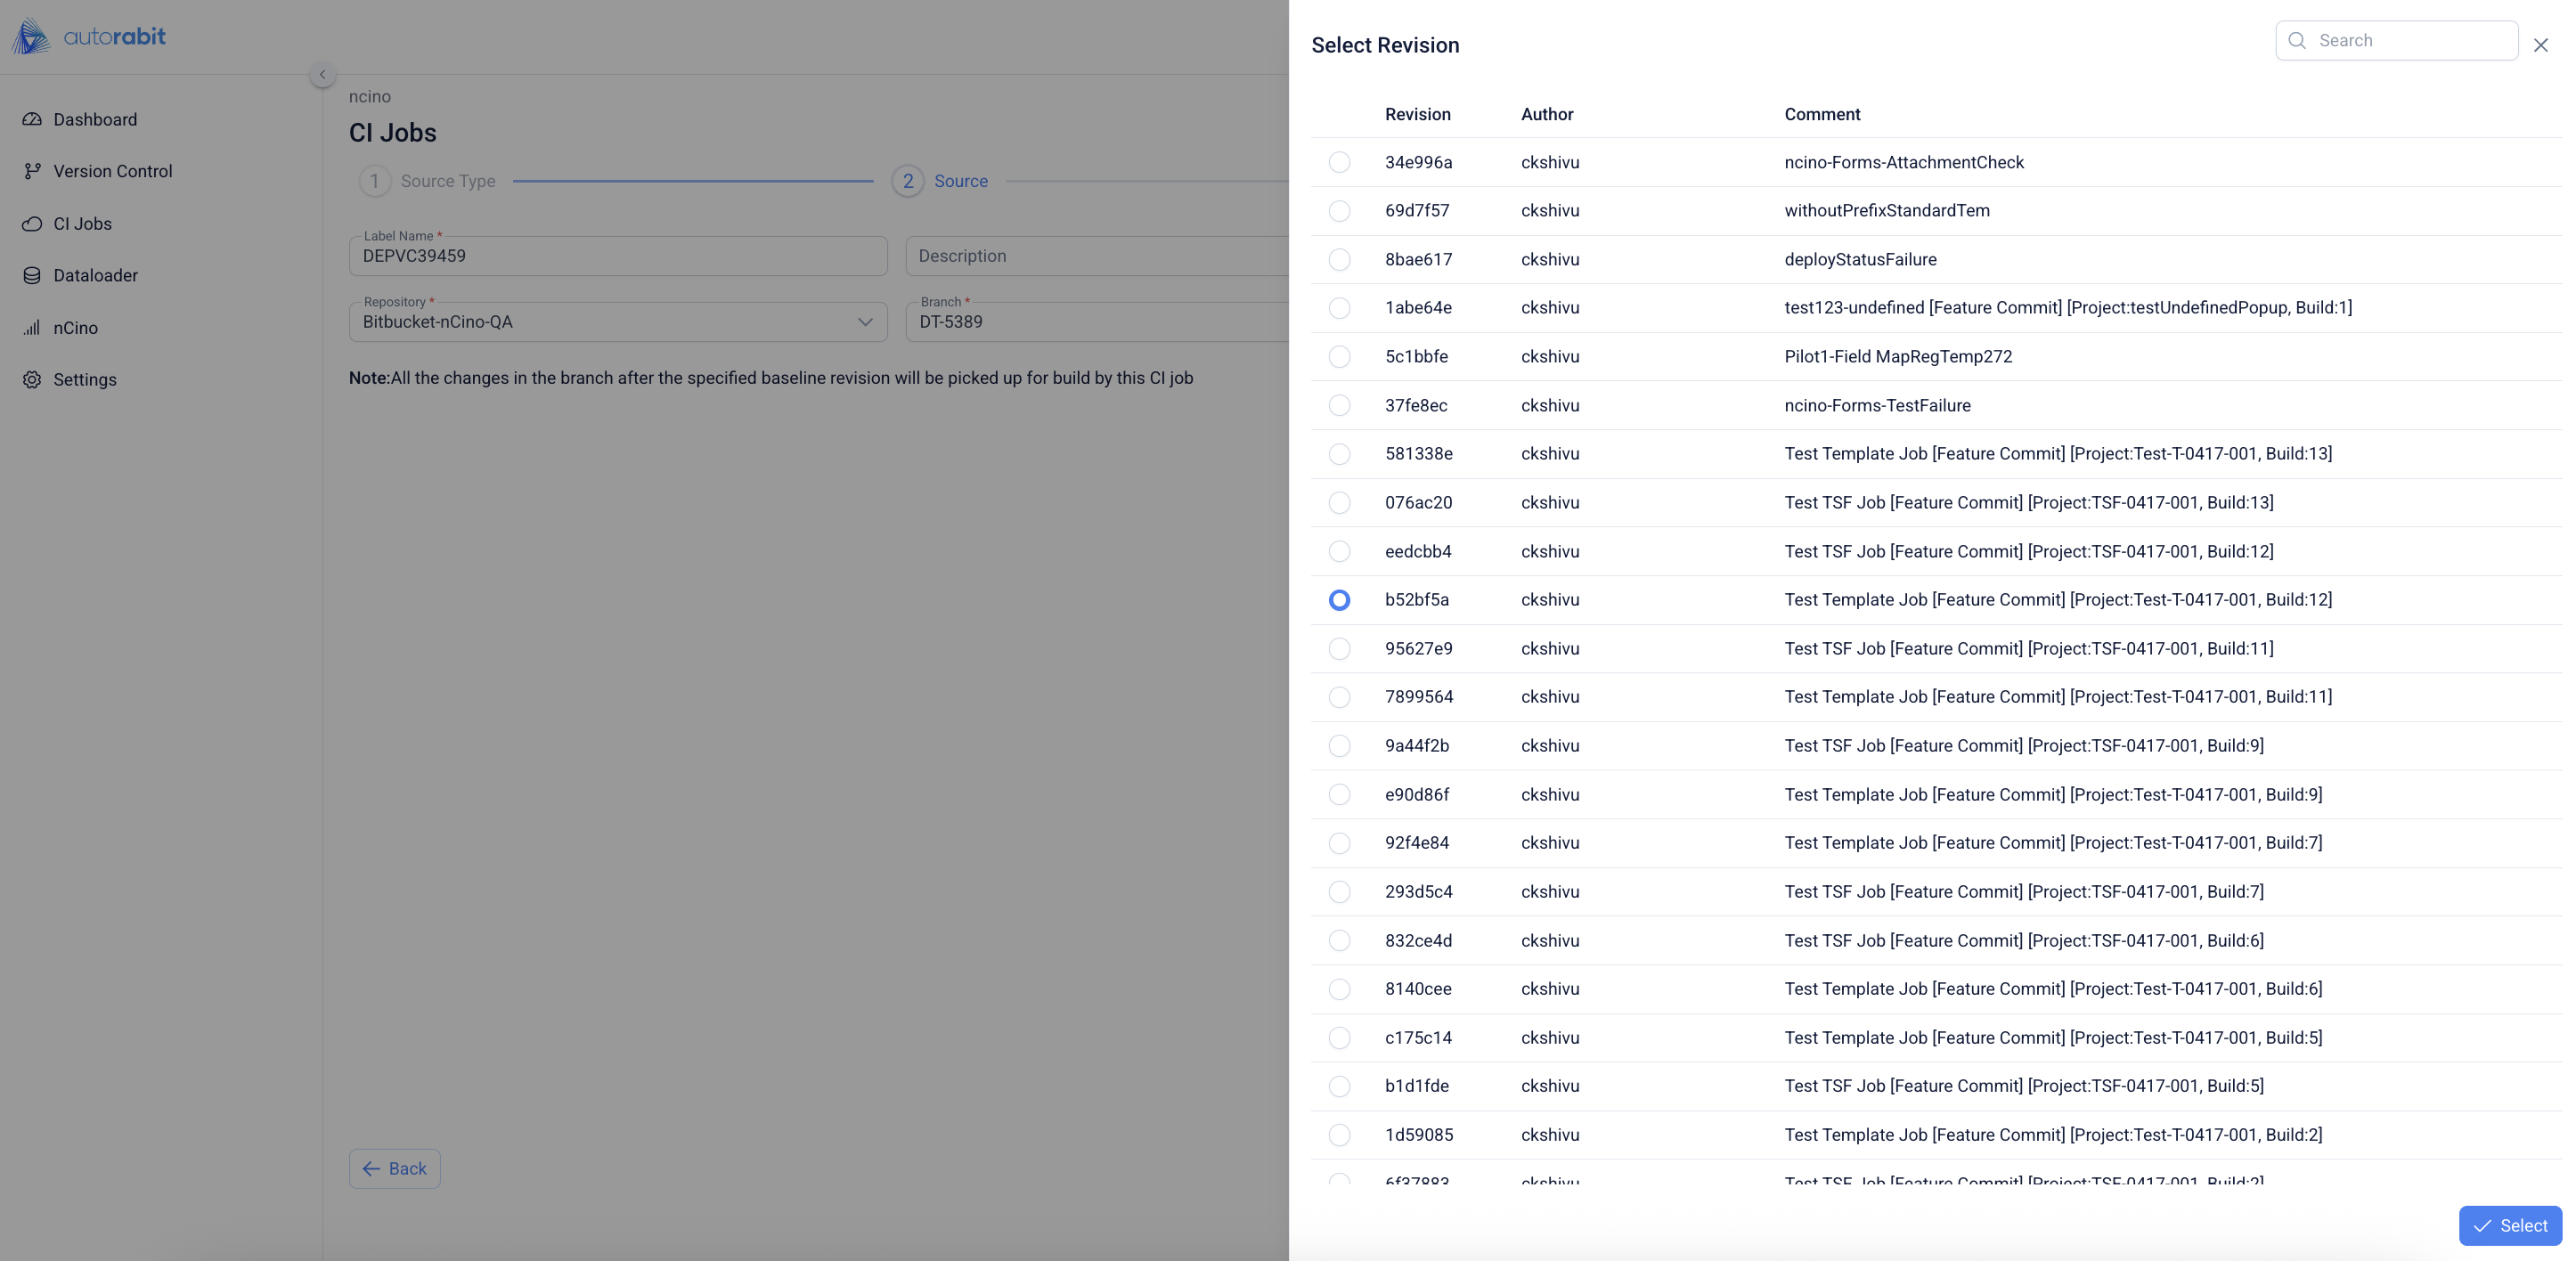 autorabit
Dashboard
Version Control
CI Jobs
Dataloader
nCino
Settings
ncino
CI Jobs
1 Source Type
2 Source
Label Name *
DEPVC39459
Description
Repository *
Bitbucket-nCino-QA
Branch *
DT-5389
Note:All the changes in the branch after the specified baseline revision will be picked up for build by this CI job
Back
Select Revision
Search
Revision Author Comment
34e996a ckshivu ncino-Forms-AttachmentCheck
69d7f57 ckshivu withoutPrefixStandardTem
8bae617 ckshivu deployStatusFailure
1abe64e ckshivu test123-undefined [Feature Commit] [Project:testUndefinedPopup, Build:1]
5c1bbfe ckshivu Pilot1-Field MapRegTemp272
37fe8ec ckshivu ncino-Forms-TestFailure
581338e ckshivu Test Template Job [Feature Commit] [Project:Test-T-0417-001, Build:13]
076ac20 ckshivu Test TSF Job [Feature Commit] [Project:TSF-0417-001, Build:13]
eedcbb4 ckshivu Test TSF Job [Feature Commit] [Project:TSF-0417-001, Build:12]
b52bf5a ckshivu Test Template Job [Feature Commit] [Project:Test-T-0417-001, Build:12]
95627e9 ckshivu Test TSF Job [Feature Commit] [Project:TSF-0417-001, Build:11]
7899564 ckshivu Test Template Job [Feature Commit] [Project:Test-T-0417-001, Build:11]
9a44f2b ckshivu Test TSF Job [Feature Commit] [Project:TSF-0417-001, Build:9]
e90d86f ckshivu Test Template Job [Feature Commit] [Project:Test-T-0417-001, Build:9]
92f4e84 ckshivu Test Template Job [Feature Commit] [Project:Test-T-0417-001, Build:7]
293d5c4 ckshivu Test TSF Job [Feature Commit] [Project:TSF-0417-001, Build:7]
832ce4d ckshivu Test TSF Job [Feature Commit] [Project:TSF-0417-001, Build:6]
8140cee ckshivu Test Template Job [Feature Commit] [Project:Test-T-0417-001, Build:6]
c175c14 ckshivu Test Template Job [Feature Commit] [Project:Test-T-0417-001, Build:5]
b1d1fde ckshivu Test TSF Job [Feature Commit] [Project:TSF-0417-001, Build:5]
1d59085 ckshivu Test Template Job [Feature Commit] [Project:Test-T-0417-001, Build:2]
6f37883 ckshivu Test TSF Job [Feature Commit] [Project:TSF-0417-001, Build:2]
Select